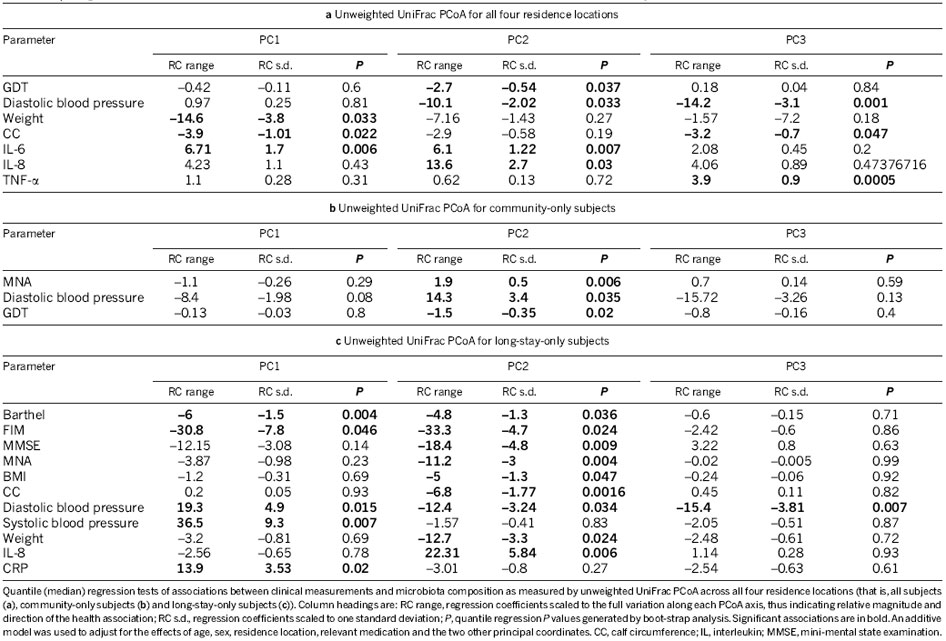 a Unweighted UniFrac PCoA for all four residence locations
Parameter PC1 PC2 PC3
RC range RC s.d. P RC range RC s.d. P RC range RC s.d. P
GDT –0.42 –0.11 0.6 –2.7 –0.54 0.037 0.18 0.04 0.84
Diastolic blood pressure 0.97 0.25 0.81 –10.1 –2.02 0.033 –14.2 –3.1 0.001
Weight –14.6 –3.8 0.033 –7.16 –1.43 0.27 –1.57 –7.2 0.18
CC –3.9 –1.01 0.022 –2.9 –0.58 0.19 –3.2 –0.7 0.047
IL-6 6.71 1.7 0.006 6.1 1.22 0.007 2.08 0.45 0.2
IL-8 4.23 1.1 0.43 13.6 2.7 0.03 4.06 0.89 0.47376716
TNF-α 1.1 0.28 0.31 0.62 0.13 0.72 3.9 0.9 0.0005
b Unweighted UniFrac PCoA for community-only subjects
Parameter PC1 PC2 PC3
RC range RC s.d. P RC range RC s.d. P RC range RC s.d. P
MNA –1.1 –0.26 0.29 1.9 0.5 0.006 0.7 0.14 0.59
Diastolic blood pressure –8.4 –1.98 0.08 14.3 3.4 0.035 –15.72 –3.26 0.13
GDT –0.13 –0.03 0.8 –1.5 –0.35 0.02 –0.8 –0.16 0.4
c Unweighted UniFrac PCoA for long-stay-only subjects
Parameter PC1 PC2 PC3
RC range RC s.d. P RC range RC s.d. P RC range RC s.d. P
Barthel –6 –1.5 0.004 –4.8 –1.3 0.036 –0.6 –0.15 0.71
FIM –30.8 –7.8 0.046 –33.3 –4.7 0.024 –2.42 –0.6 0.86
MMSE –12.15 –3.08 0.14 –18.4 –4.8 0.009 3.22 0.8 0.63
MNA –3.87 –0.98 0.23 –11.2 –3 0.004 –0.02 –0.005 0.99
BMI –1.2 –0.31 0.69 –5 –1.3 0.047 –0.24 –0.06 0.92
CC 0.2 0.05 0.93 –6.8 –1.77 0.0016 0.45 0.11 0.82
Diastolic blood pressure 19.3 4.9 0.015 –12.4 –3.24 0.034 –15.4 –3.81 0.007
Systolic blood pressure 36.5 9.3 0.007 –1.57 –0.41 0.83 –2.05 –0.51 0.87
Weight –3.2 –0.81 0.69 –12.7 –3.3 0.024 –2.48 –0.61 0.72
IL-8 –2.56 –0.65 0.78 22.31 5.84 0.006 1.14 0.28 0.93
CRP 13.9 3.53 0.02 –3.01 –0.8 0.27 –2.54 –0.63 0.61
Quantile (median) regression tests of associations between clinical measurements and microbiota composition as measured by unweighted UniFrac PCoA across all four residence locations (that is, all subjects
(a), community-only subjects (b) and long-stay-only subjects (c)). Column headings are: RC range, regression coefficients scaled to the full variation along each PCoA axis, thus indicating relative magnitude and
direction of the health association; RC s.d., regression coefficients scaled to one standard deviation; P, quantile regression P values generated by boot-strap analysis. Significant associations are in bold. An additive
model was used to adjust for the effects of age, sex, residence location, relevant medication and the two other principal coordinates. CC, calf circumference; IL, interleukin; MMSE, mini-mental state examination.